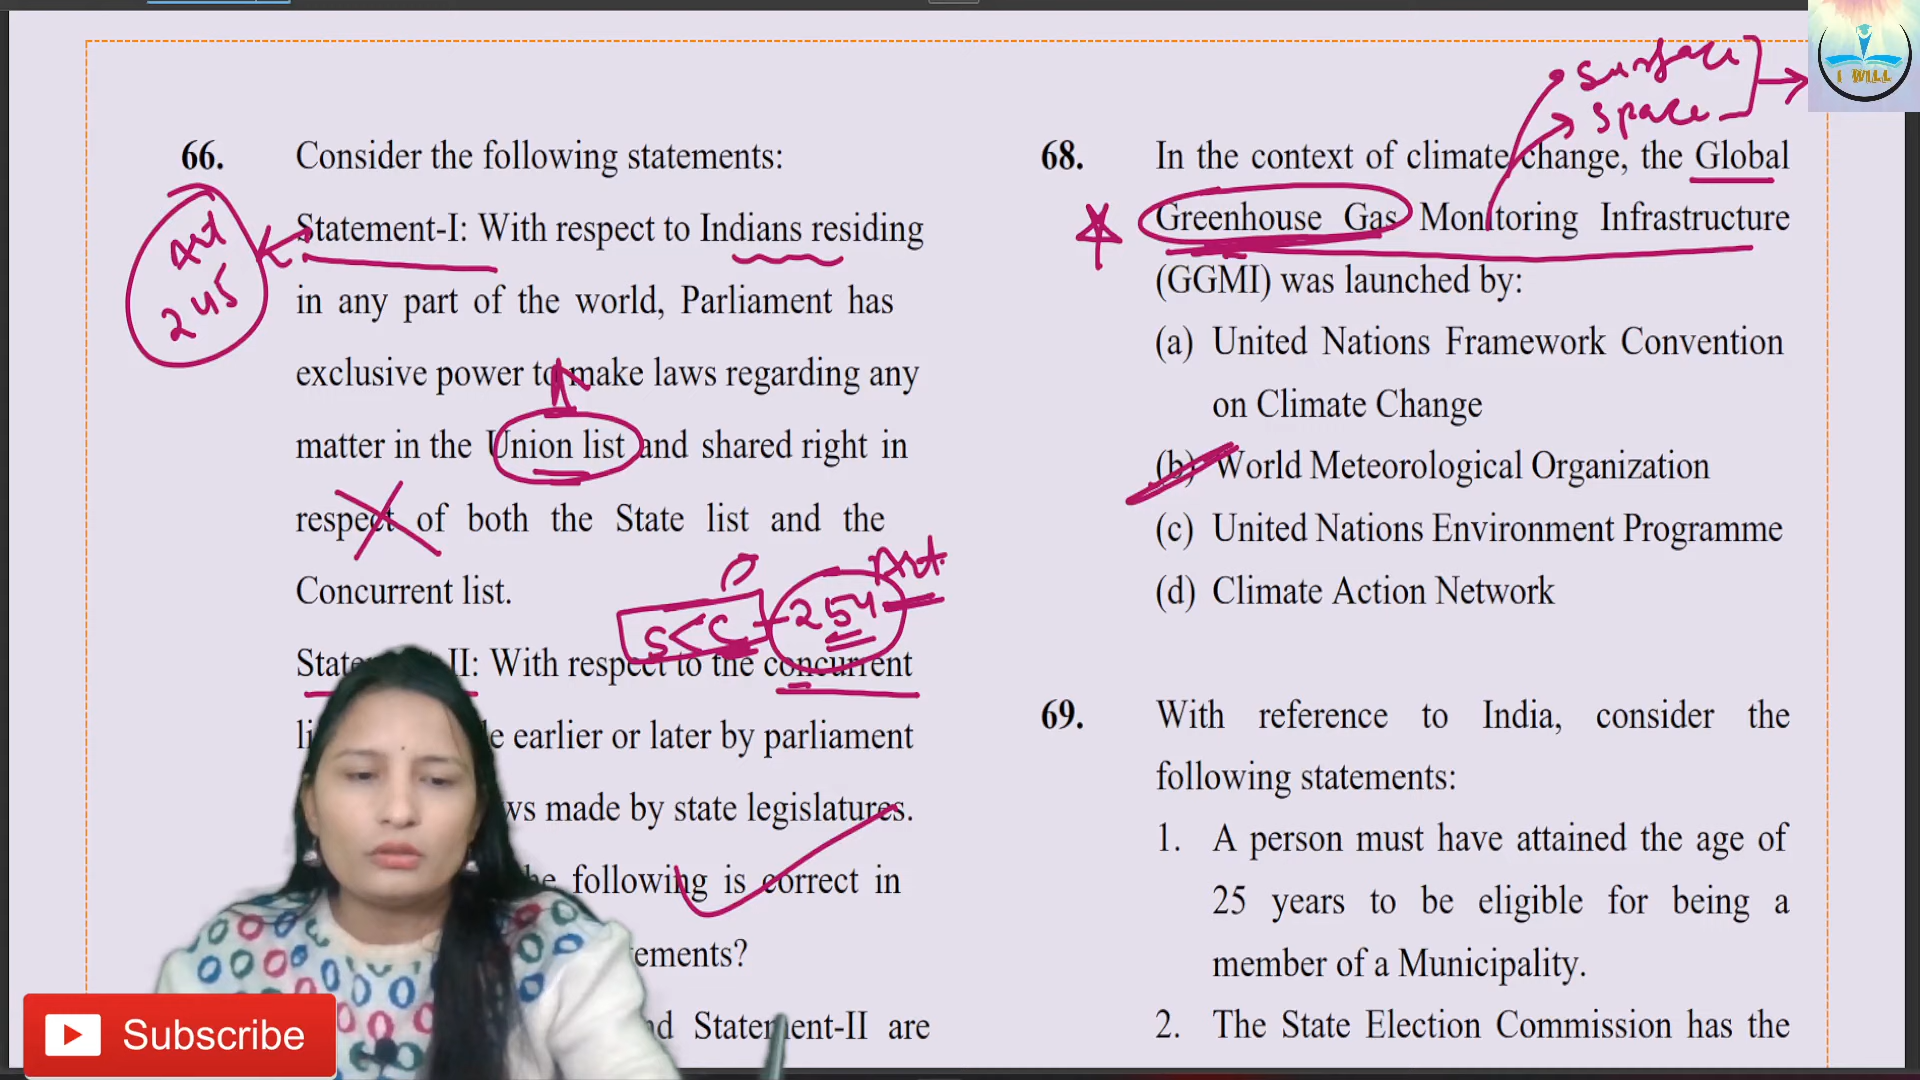 66. Consider the following statements:
Statement-I: With respect to Indians residing
in any part of the world, Parliament has
exclusive power to make laws regarding any
matter in the Union list and shared right in
respect of both the State list and the
Concurrent list.
II: With respect to the concurrent
earlier or later by parliament
made by state legislatures.
following is correct in
Statement-II are
Art
245
S<C
254
Art.
Subscribe
surface
space
I WILL
68. In the context of climate change, the Global
Greenhouse Gas Monitoring Infrastructure
(GGMI) was launched by:
(a) United Nations Framework Convention
on Climate Change
(b) World Meteorological Organization
(c) United Nations Environment Programme
(d) Climate Action Network
69. With reference to India, consider the
following statements:
1. A person must have attained the age of
25 years to be eligible for being a
member of a Municipality.
2. The State Election Commission has the